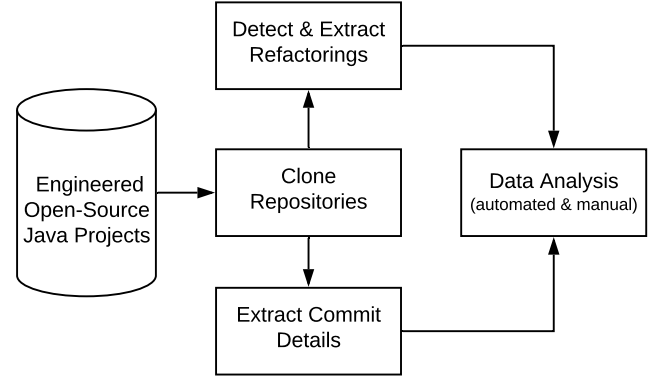 Detect & Extract
Refactorings
Engineered
Open-Source
Java Projects
Clone
Repositories
Data Analysis
(automated & manual)
Extract Commit
Details